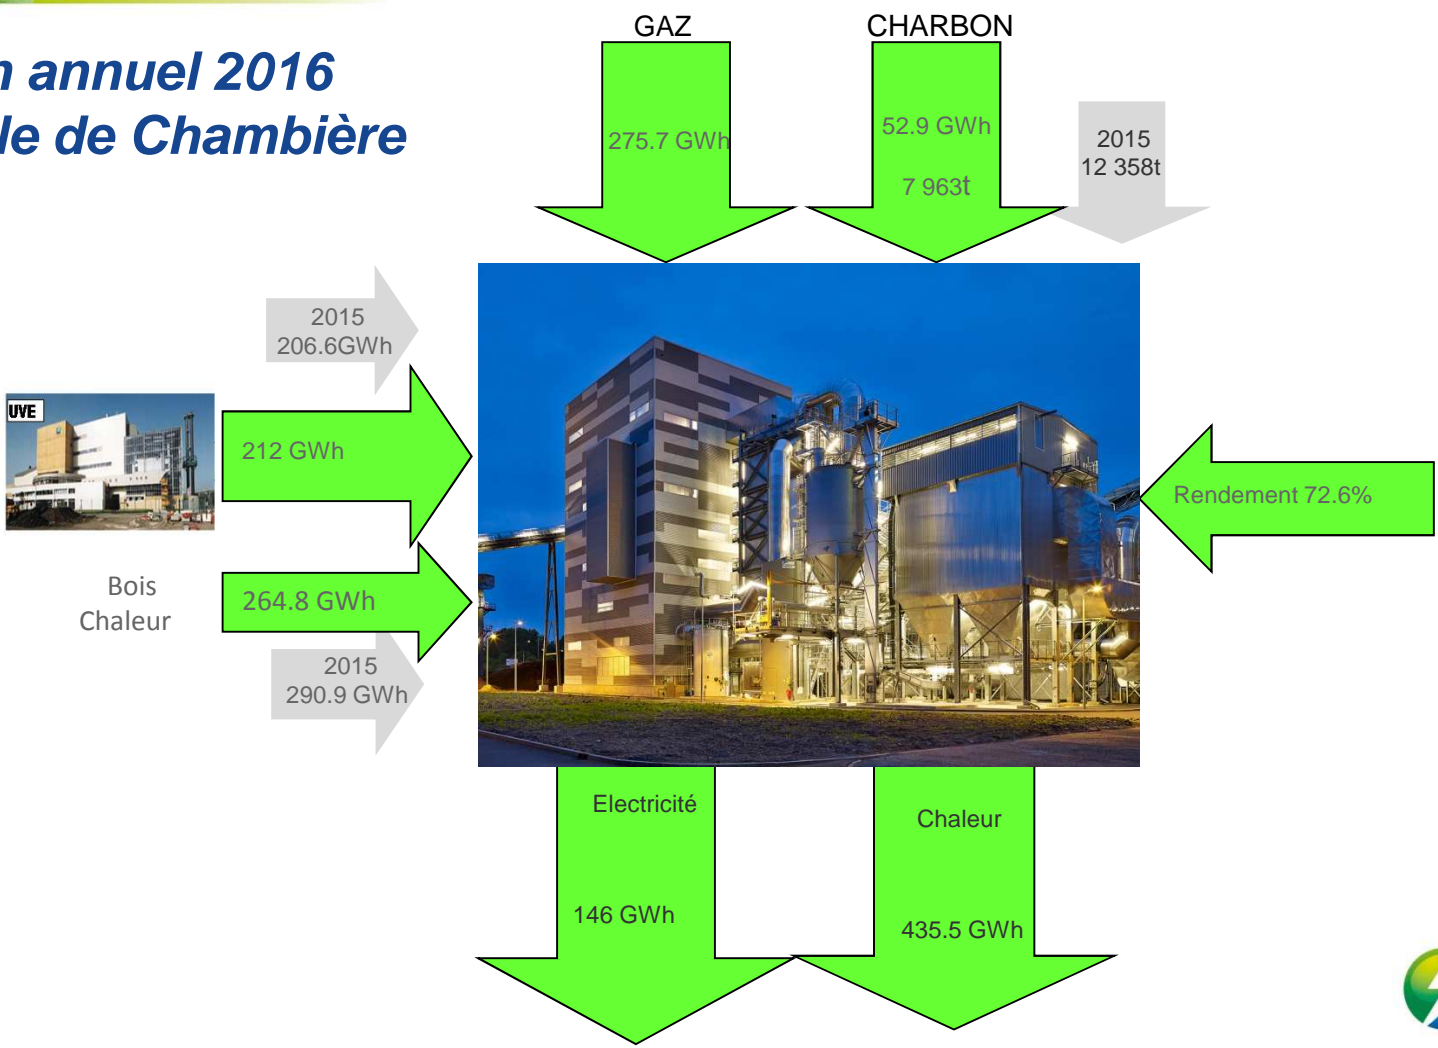 GAZ
CHARBON
annuel 2016
de Chambière
275.7 GWh
52.9 GWh
7 963t
2015
12 358t
2015
206.6GWh
UVE
212 GWh
Rendement 72.6%
Bois
Chaleur
264.8 GWh
2015
290.9 GWh
Electricité
Chaleur
146 GWh
435.5 GWh